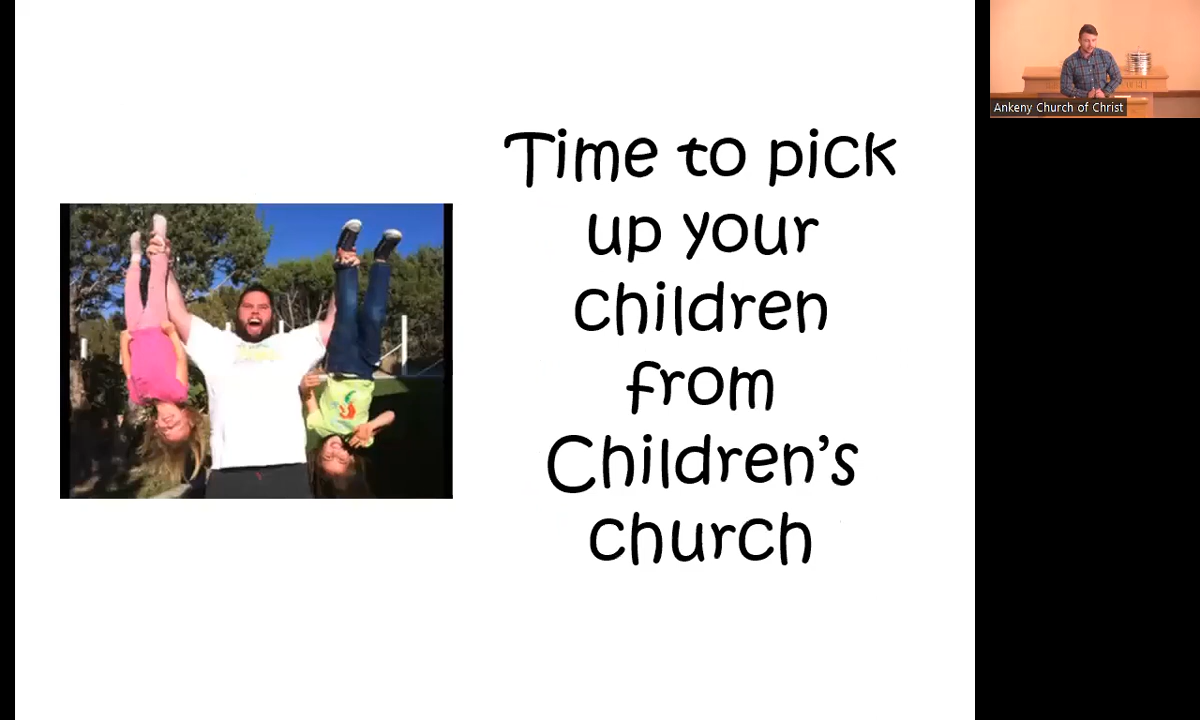 Time to pick
up your
children
from
Children's
church
Ankeny Church of Christ